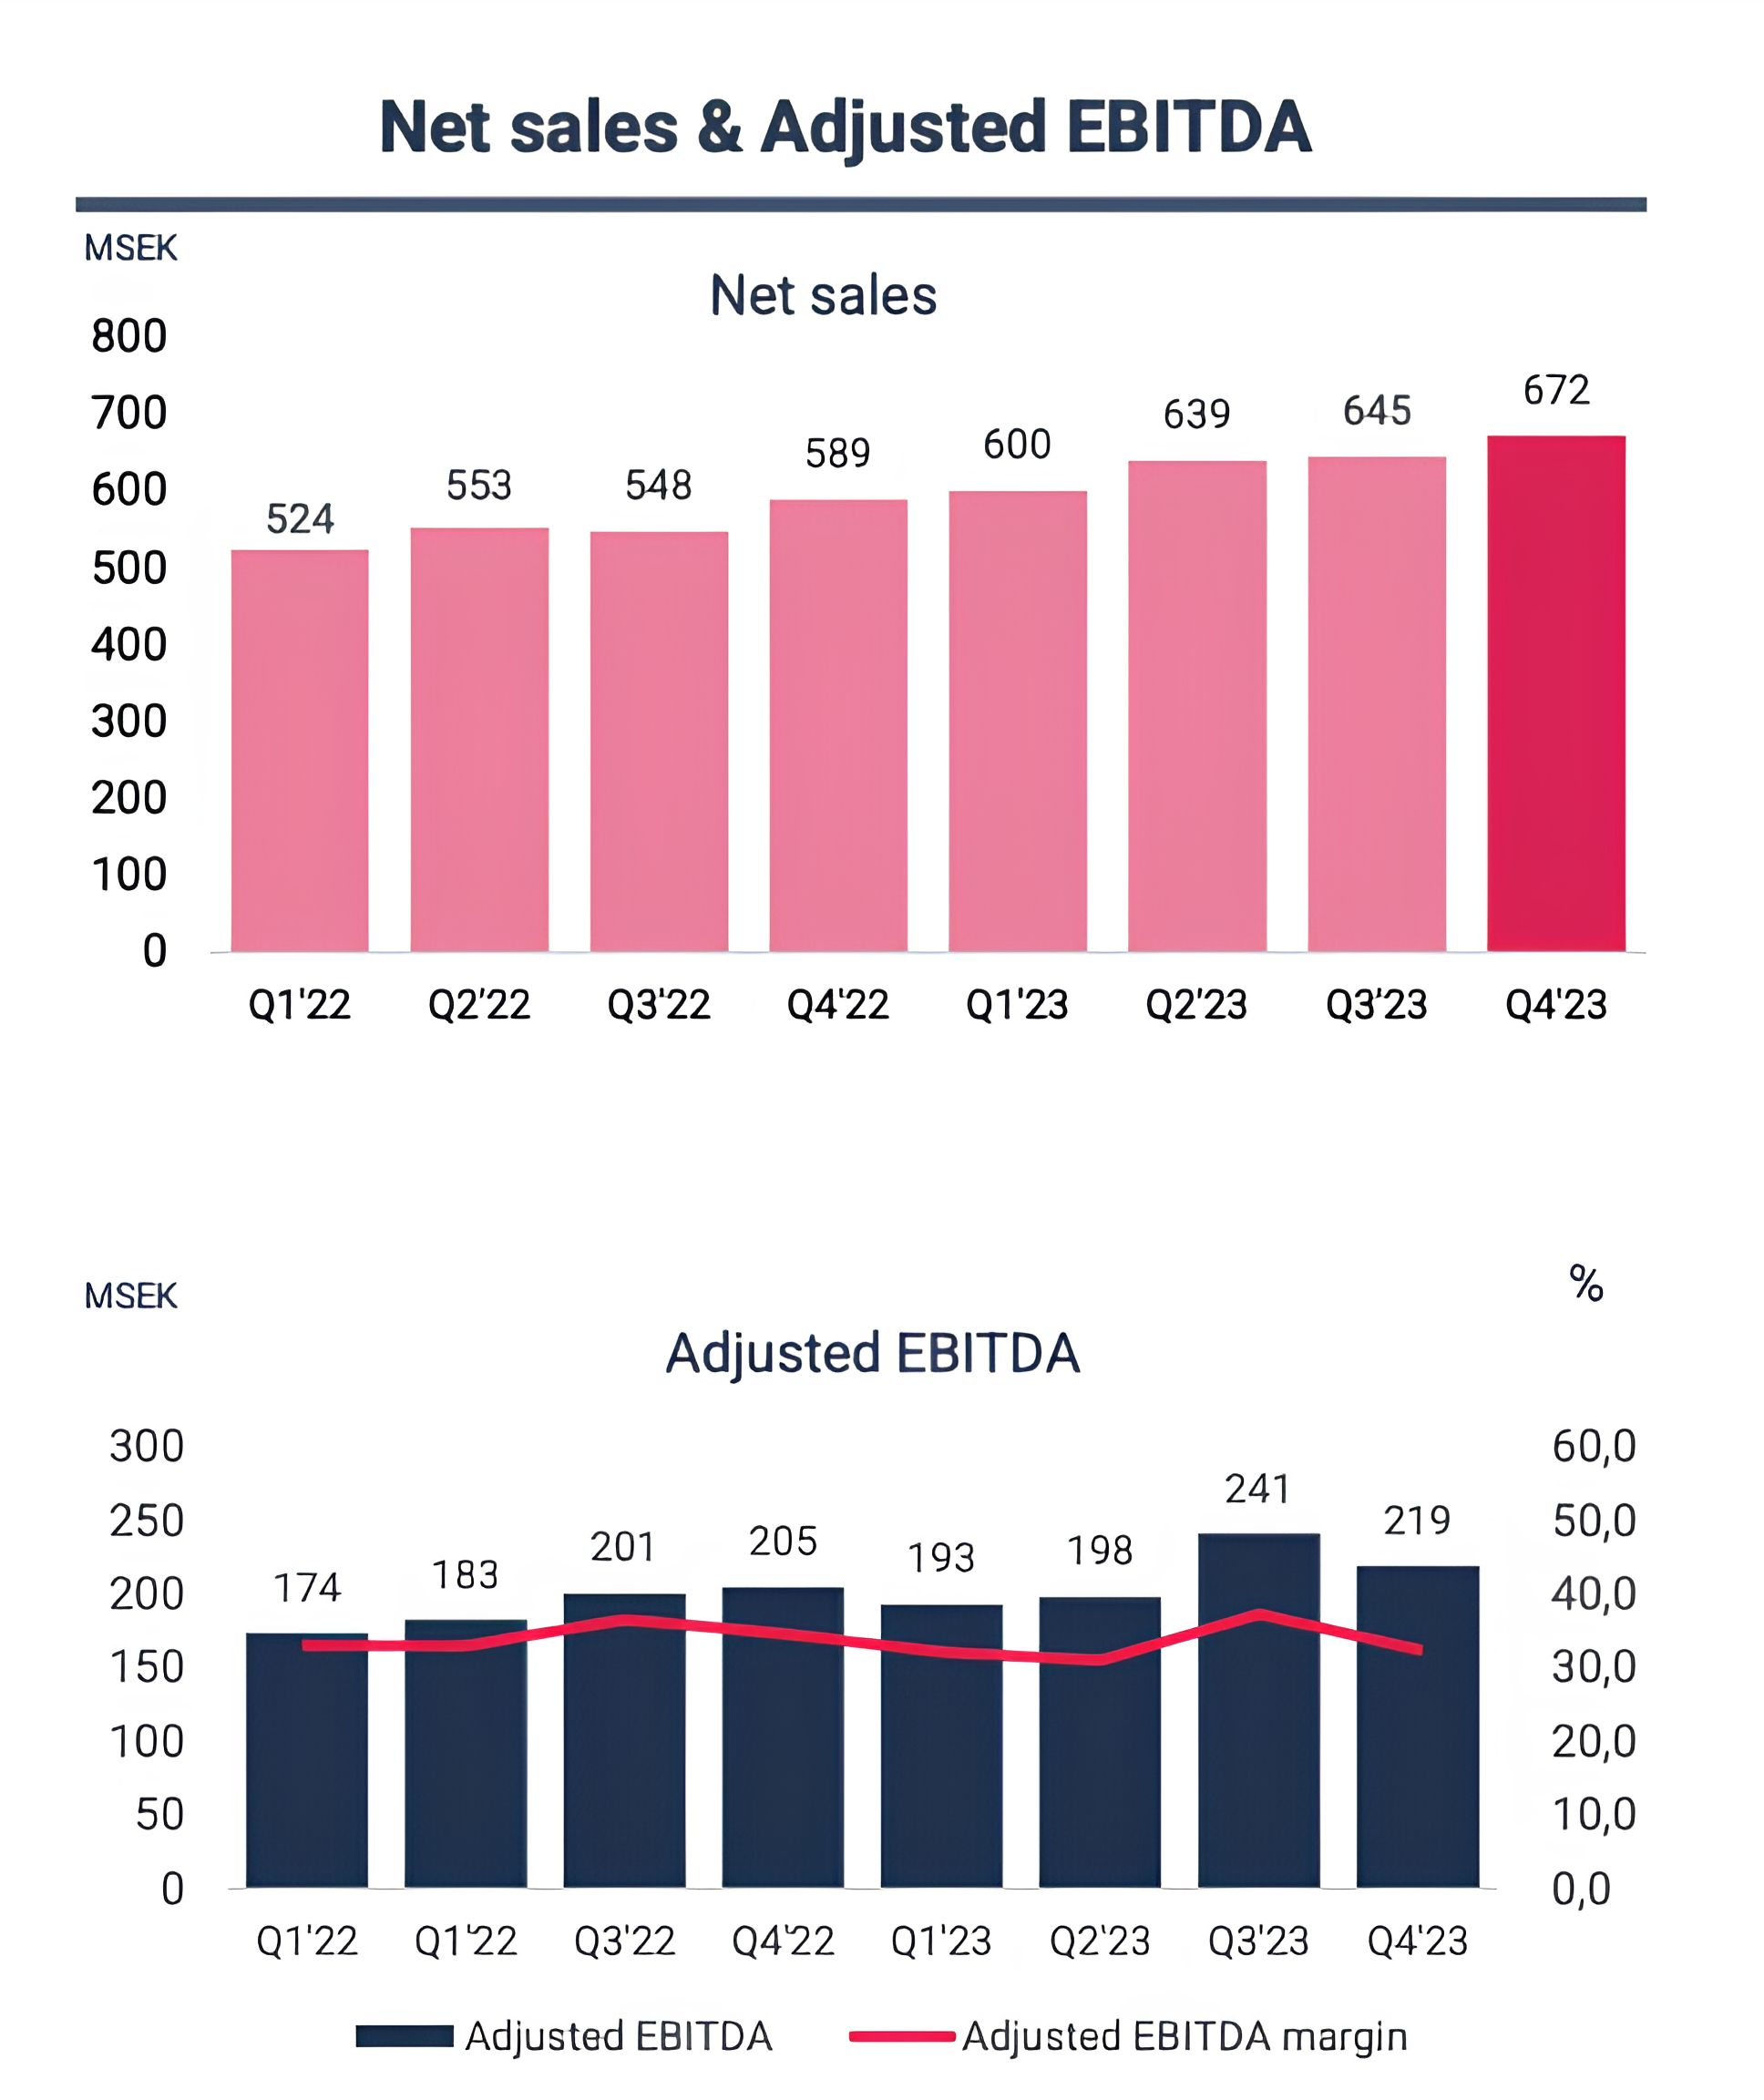 Net sales & Adjusted EBITDA
MSEK
Net sales
800
700
600
500
400
300
200
100
0
524
553
548
589
600
639
645
672
Q1'22
Q2'22
Q3'22
Q4'22
Q1'23
Q2'23
Q3'23
Q4'23
MSEK
%
Adjusted EBITDA
300
250
200
150
100
50
0
174
183
201
205
193
198
241
219
60,0
50,0
40,0
30,0
20,0
10,0
0,0
Q1'22
Q1'22
Q3'22
Q4'22
Q1'23
Q2'23
Q3'23
Q4'23
Adjusted EBITDA
Adjusted EBITDA margin